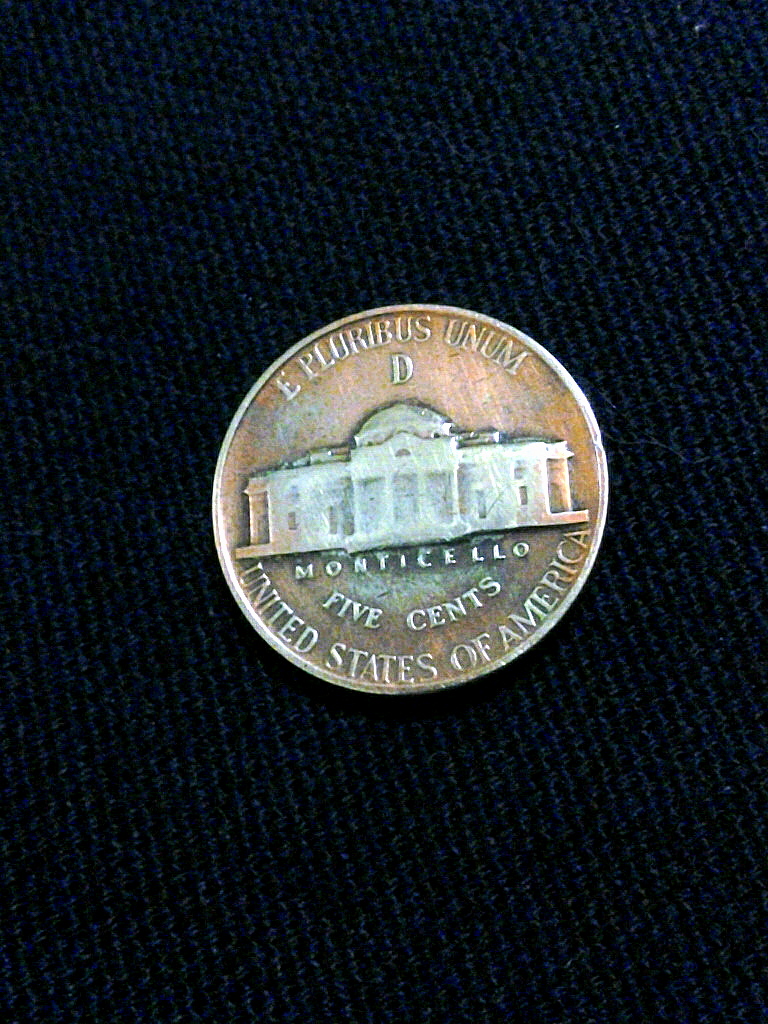 E PLURIBUS UNUM
D
MONTICELLO
FIVE CENTS
UNITED STATES OF AMERICA